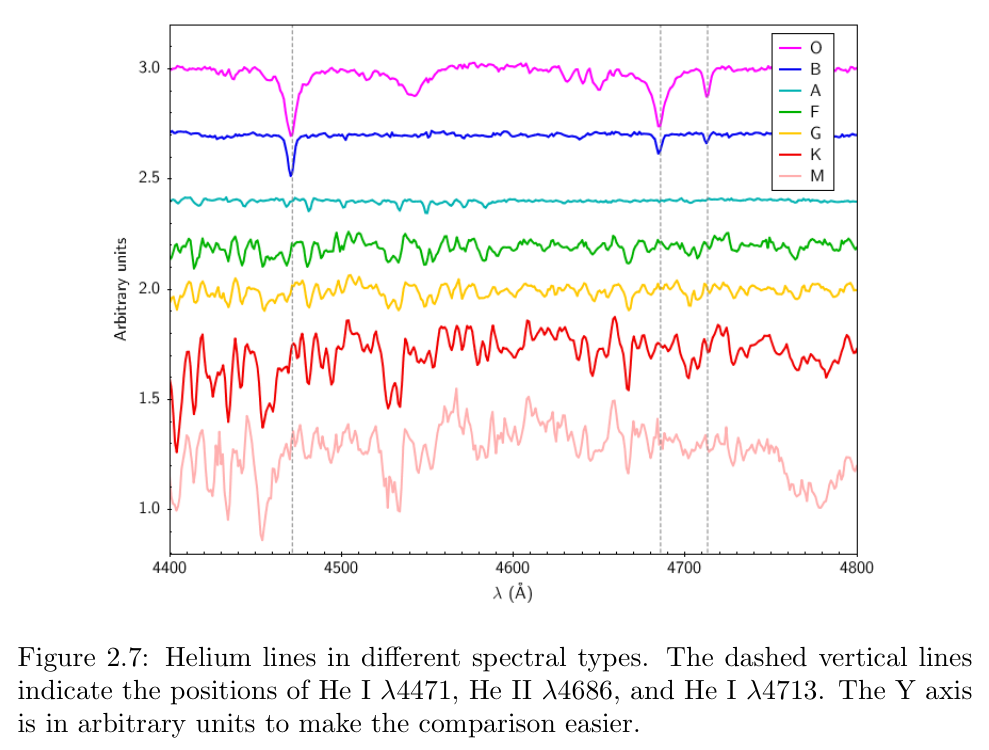 3.0
2.5
2.0
1.5
1.0
Arbitrary units
4400 4500 4600 4700 4800
λ (Å)
O
B
A
F
G
K
M
Figure 2.7: Helium lines in different spectral types. The dashed vertical lines
indicate the positions of He I λ4471, He II λ4686, and He I λ4713. The Y axis
is in arbitrary units to make the comparison easier.